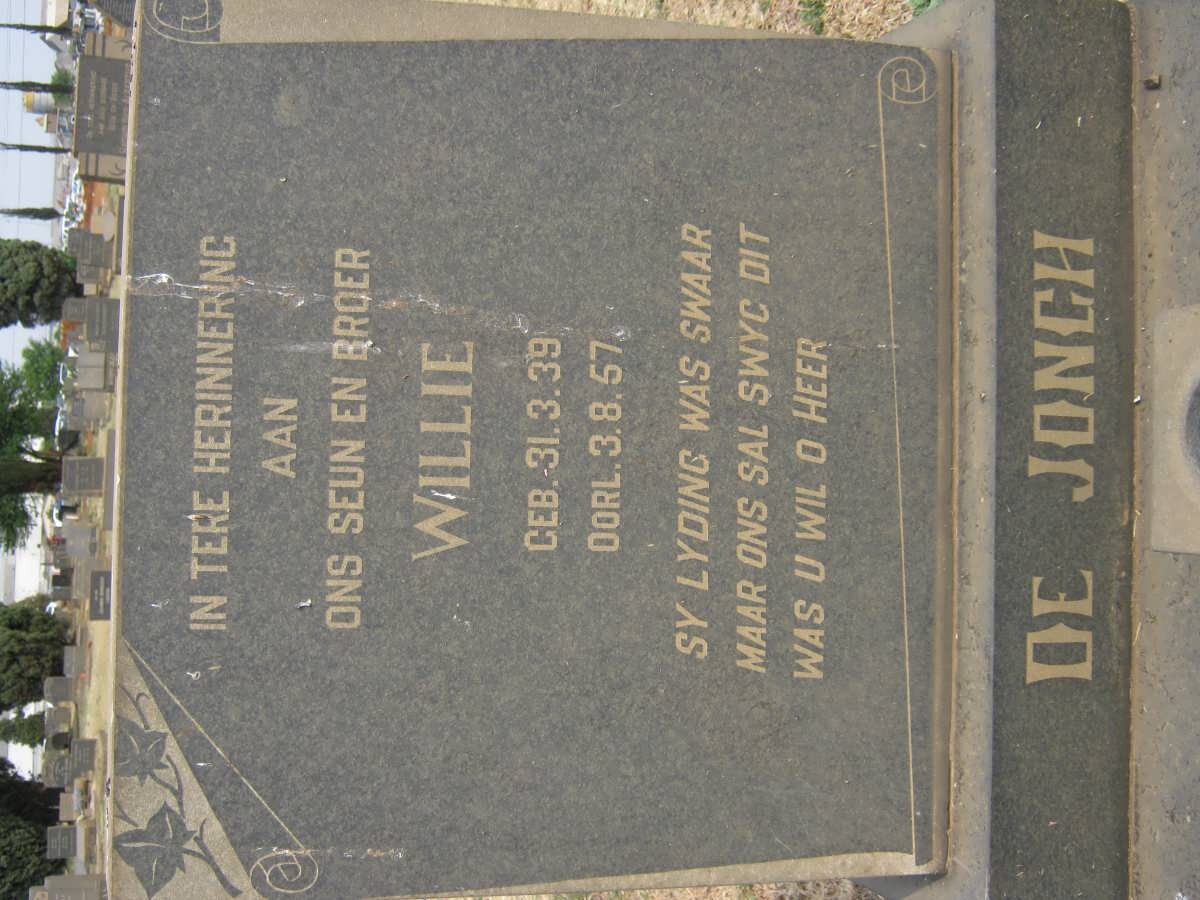 IN TERE HERINNERING
AAN
ONS SEUN EN BROER
WILLIE
GEB. 31.3.39
OORL. 3.8.57
SY LYDING WAS SWAAR
MAAR ONS SAL SWYG DIT
WAS U WIL O HEER
DE JONGH